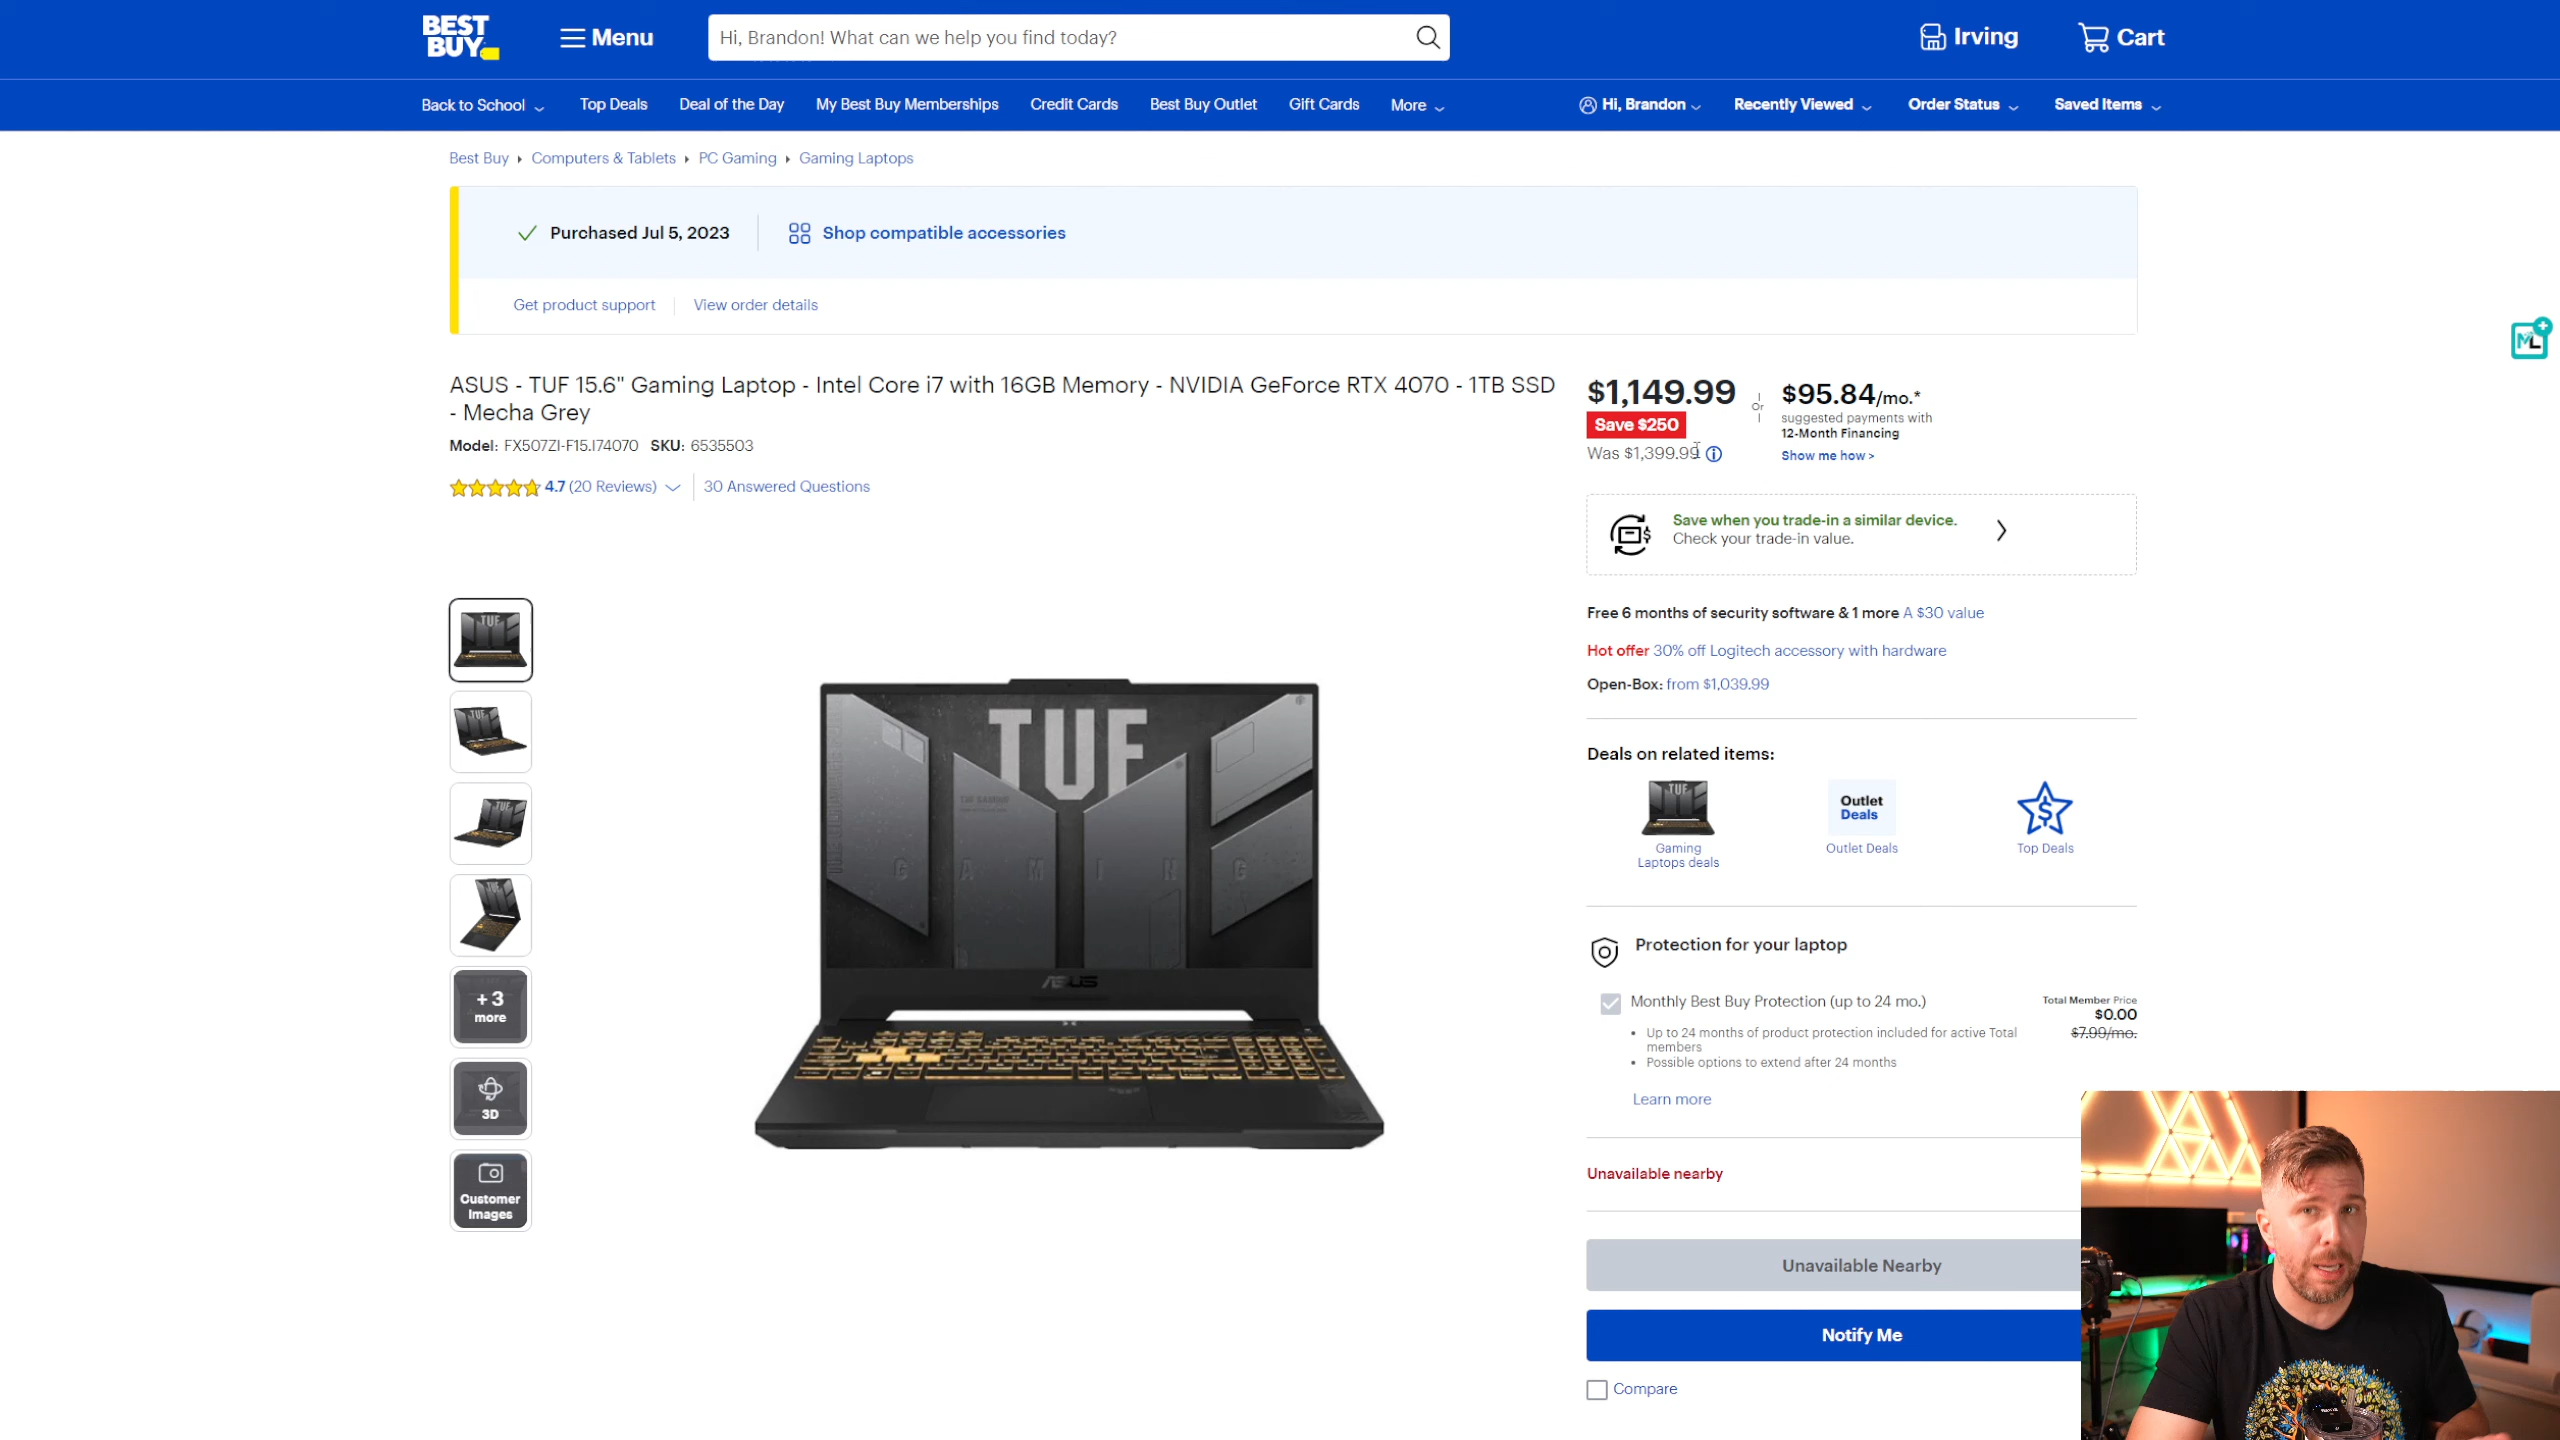 BEST
BUY
Menu
Hi, Brandon! What can we help you find today?
Irving
Cart
Back to School
Top Deals
Deal of the Day
My Best Buy Memberships
Credit Cards
Best Buy Outlet
Gift Cards
More
Hi, Brandon
Recently Viewed
Order Status
Saved Items
Best Buy
Computers & Tablets
PC Gaming
Gaming Laptops
Purchased Jul 5, 2023
Shop compatible accessories
Get product support
View order details
ML
ASUS - TUF 15.6" Gaming Laptop - Intel Core i7 with 16GB Memory - NVIDIA GeForce RTX 4070 - 1TB SSD
- Mecha Grey
Model: FX507ZI-F15.I74070 SKU: 6535503
4.7 (20 Reviews)
30 Answered Questions
$1,149.99
Save $250
Was $1,399.99
Or
$95.84/mo.*
suggested payments with
12-Month Financing
Show me how >
Save when you trade-in a similar device.
Check your trade-in value.
Free 6 months of security software & 1 more A $30 value
Hot offer 30% off Logitech accessory with hardware
Open-Box: from $1,039.99
Deals on related items:
Gaming
Laptops deals
Outlet
Deals
Outlet Deals
Top Deals
Protection for your laptop
Monthly Best Buy Protection (up to 24 mo.)
Total Member Price
$0.00
$7.99/mo.
• Up to 24 months of product protection included for active Total
members
• Possible options to extend after 24 months
Learn more
Unavailable nearby
Unavailable Nearby
Notify Me
Compare
TUF
TUF
TUF
TUF
+ 3
more
3D
Customer
Images
TUF
GAMING
ASUS
TUF